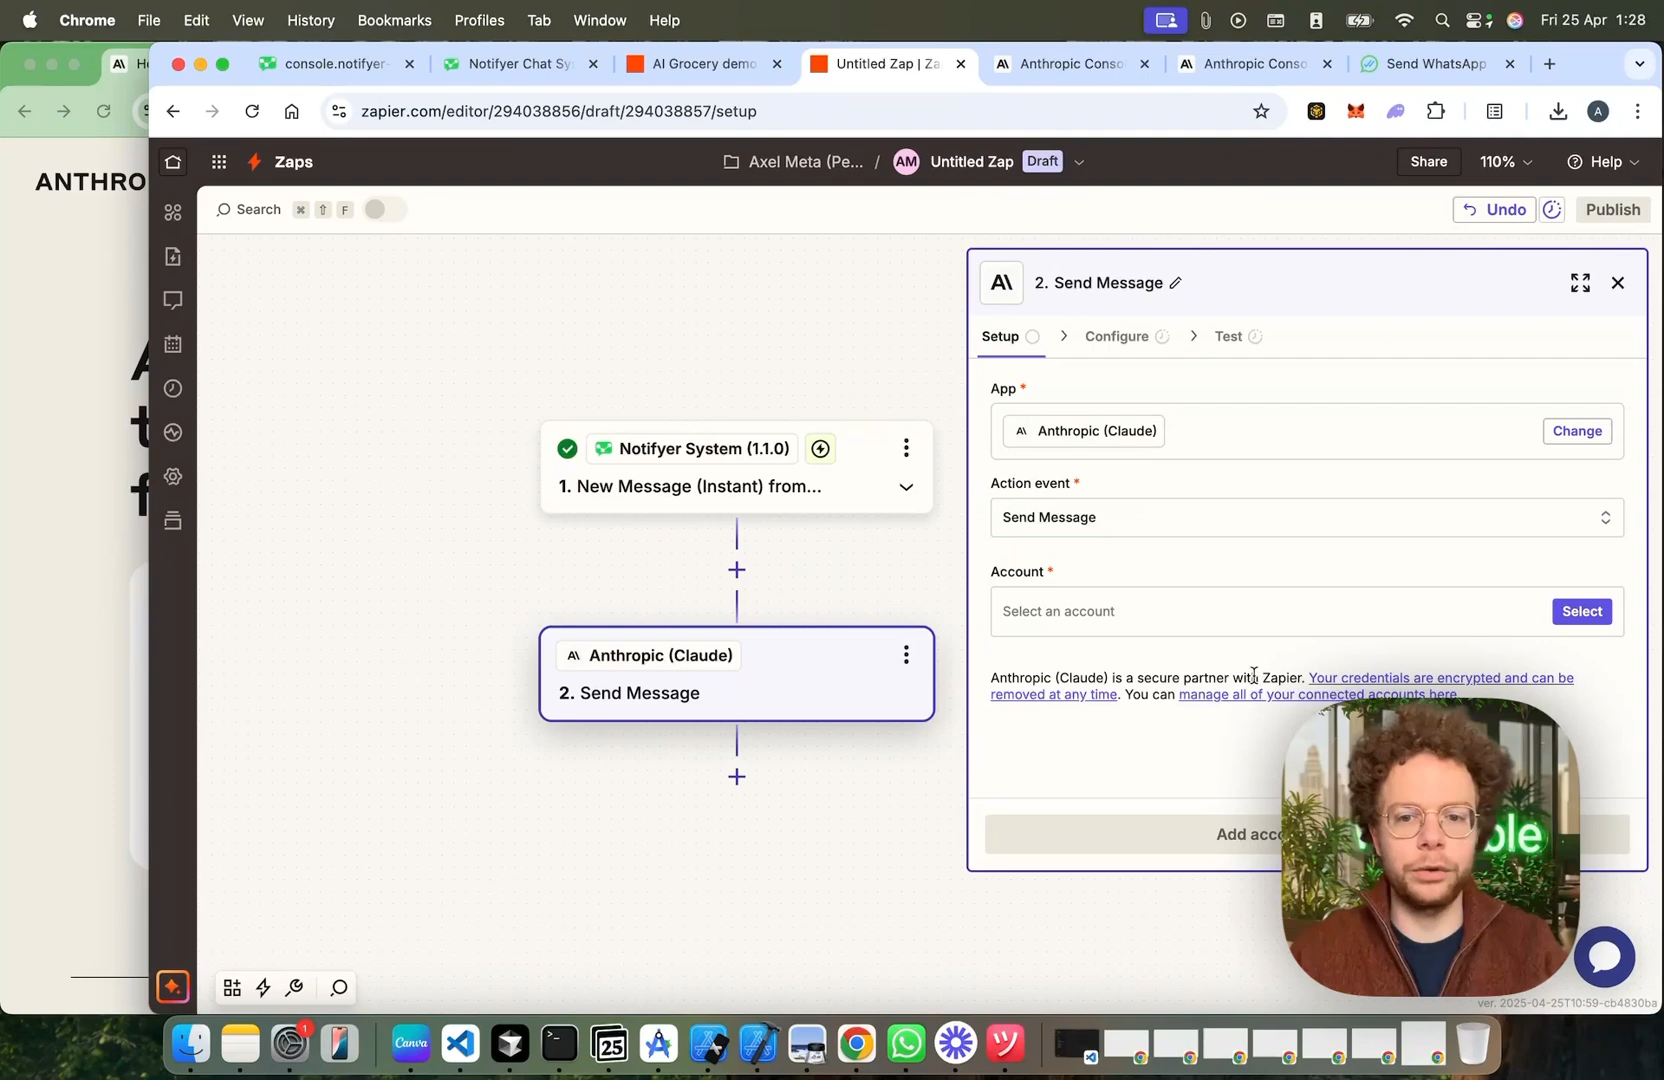 Chrome File Edit View History Bookmarks Profiles Tab Window Help
Fri 25 Apr 1:28
console.notifyer-
Notifyer Chat Sy
AI Grocery demo
Untitled Zap | Za
Anthropic Conso
Anthropic Conso
Send WhatsApp
zapier.com/editor/294038856/draft/294038857/setup
A
ANTHRO
Zaps
Axel Meta (Pe... /
AM
Untitled Zap
Draft
Share
110%
Help
Search
⌘ ⇧ F
Undo
Publish
2. Send Message
Setup
Configure
Test
App *
Anthropic (Claude)
Change
Action event *
Send Message
Account *
Select an account
Select
Anthropic (Claude) is a secure partner with Zapier. Your credentials are encrypted and can be
removed at any time. You can manage all of your connected accounts here.
Notifyer System (1.1.0)
1. New Message (Instant) from...
Anthropic (Claude)
2. Send Message
ver. 2025-04-25T10:59-cb4830ba
1
Canva
25